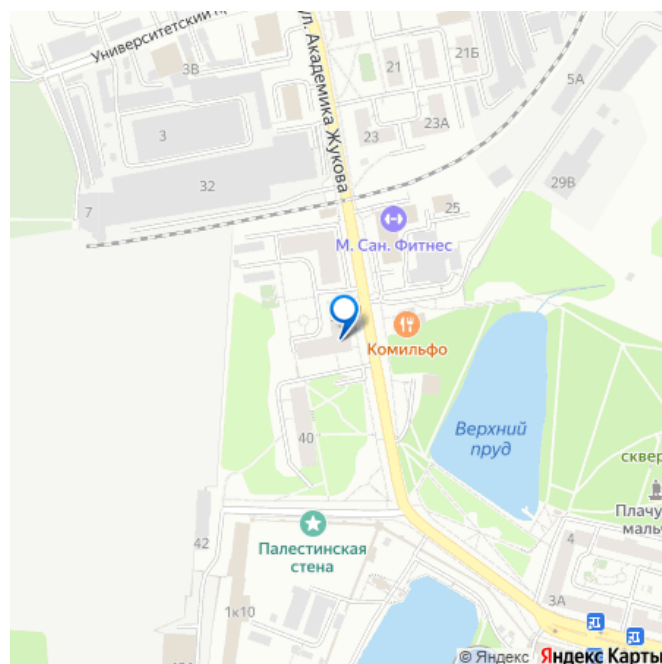 Университетский п
ул. Академика Жукова
3В
21
21Б
5А
3
23
23А
32
29В
7
25
М. Сан. Фитнес
Комильфо
Верхний
пруд
40
сквер
Плачу
мальч
Палестинская
стена
42
4
3А
1к10
© Яндекс Яндекс Карты